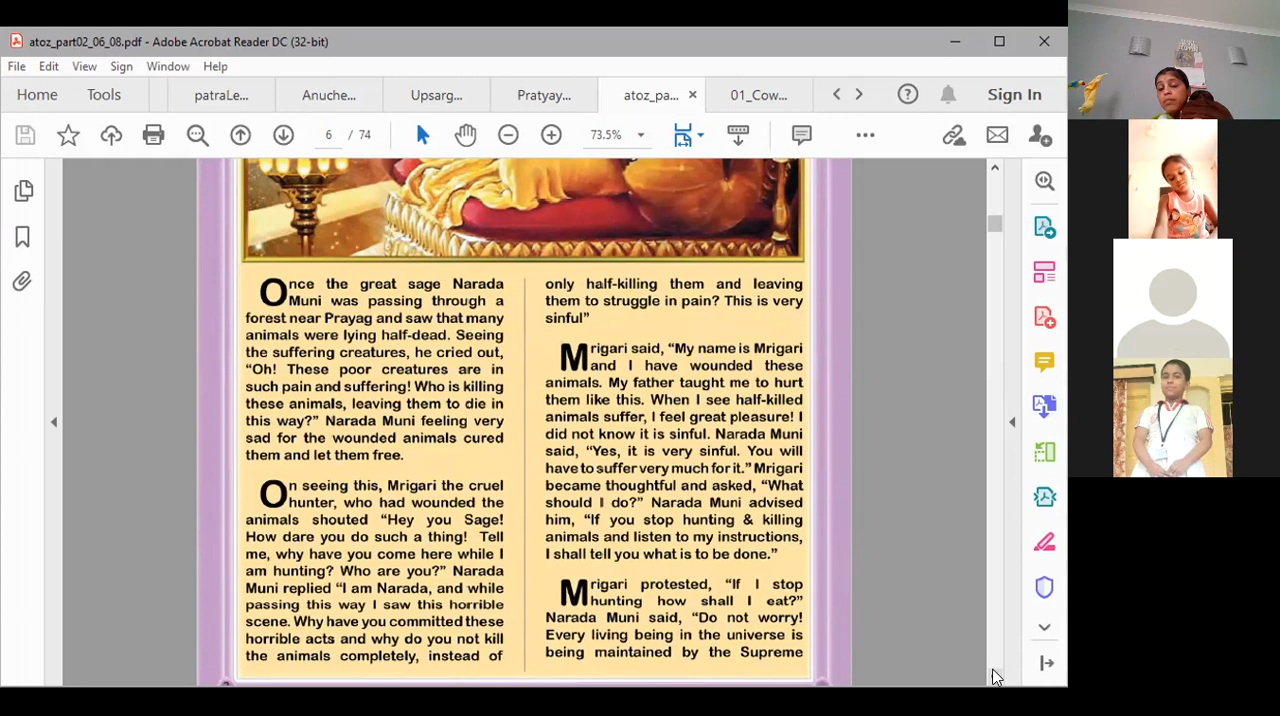 atoz_part02_06_08.pdf - Adobe Acrobat Reader DC (32-bit)
File Edit View Sign Window Help
Home Tools patraLe... Anuche... Upsarg... Pratyay... atoz_pa... 01_Cow... Sign In
6 / 74 73.5%
Once the great sage Narada
Muni was passing through a
forest near Prayag and saw that many
animals were lying half-dead. Seeing
the suffering creatures, he cried out,
“Oh! These poor creatures are in
such pain and suffering! Who is killing
these animals, leaving them to die in
this way?” Narada Muni feeling very
sad for the wounded animals cured
them and let them free.
On seeing this, Mrigari the cruel
hunter, who had wounded the
animals shouted “Hey you Sage!
How dare you do such a thing! Tell
me, why have you come here while I
am hunting? Who are you?” Narada
Muni replied “I am Narada, and while
passing this way I saw this horrible
scene. Why have you committed these
horrible acts and why do you not kill
the animals completely, instead of
only half-killing them and leaving
them to struggle in pain? This is very
sinful”
Mrigari said, “My name is Mrigari
and I have wounded these
animals. My father taught me to hurt
them like this. When I see half-killed
animals suffer, I feel great pleasure! I
did not know it is sinful. Narada Muni
said, “Yes, it is very sinful. You will
have to suffer very much for it.” Mrigari
became thoughtful and asked, “What
should I do?” Narada Muni advised
him, “If you stop hunting & killing
animals and listen to my instructions,
I shall tell you what is to be done.”
Mrigari protested, “If I stop
hunting how shall I eat?”
Narada Muni said, “Do not worry!
Every living being in the universe is
being maintained by the Supreme